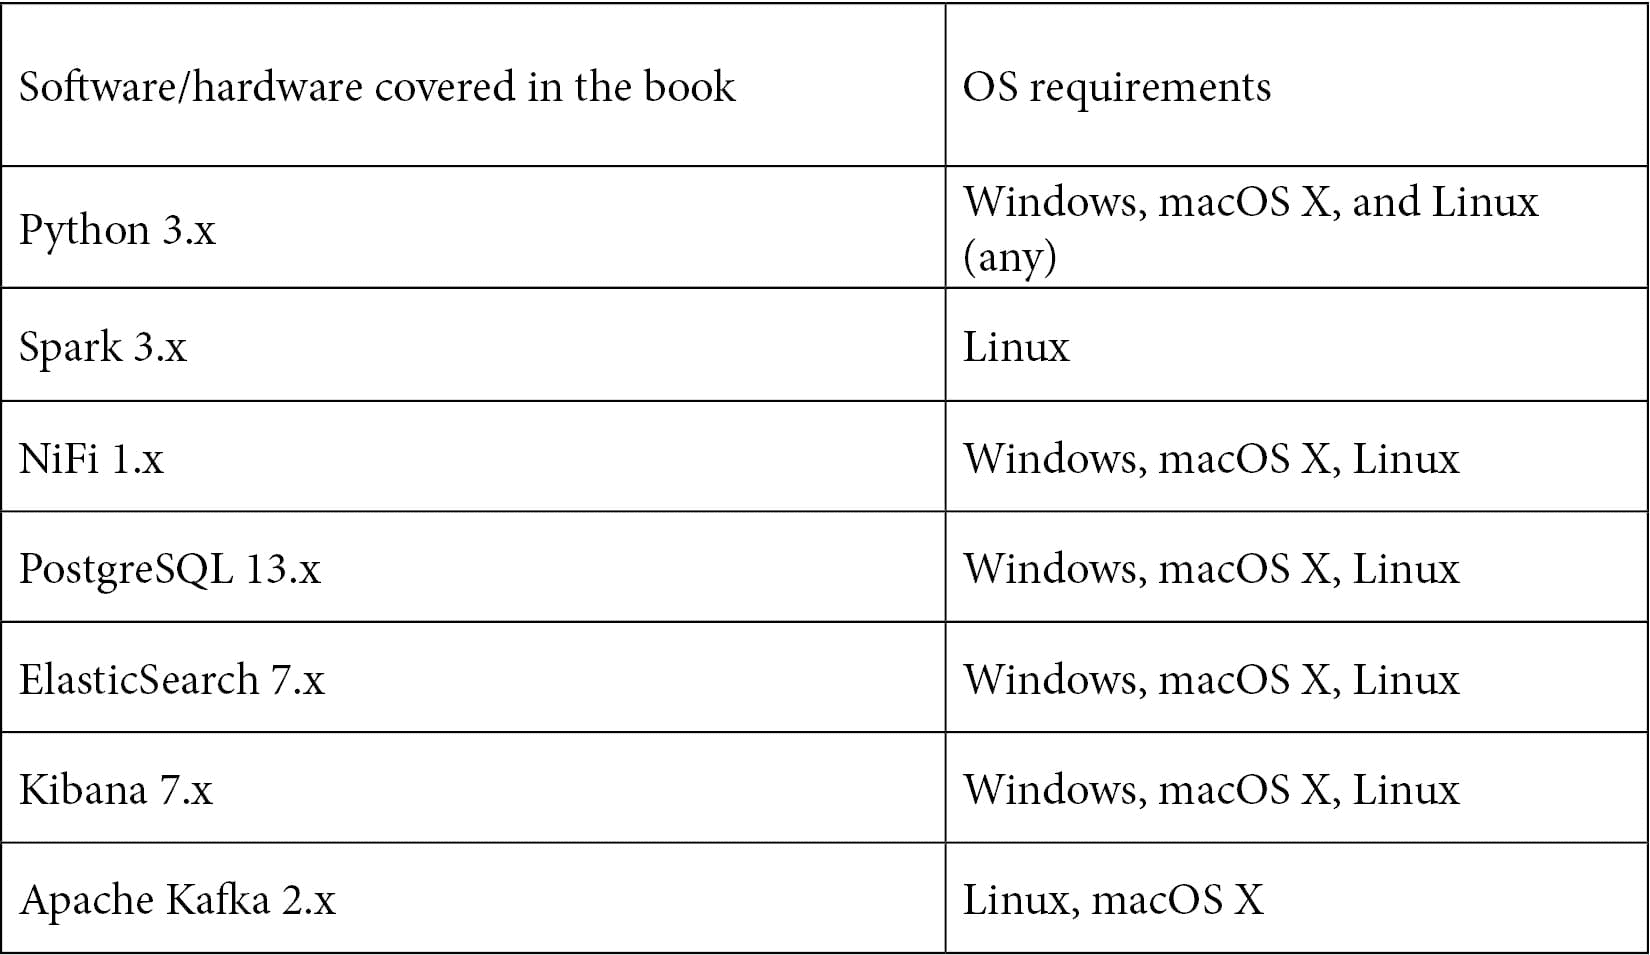 Software/hardware covered in the book
OS requirements
Python 3.x
Windows, macOS X, and Linux
(any)
Spark 3.x
Linux
NiFi 1.x
Windows, macOS X, Linux
PostgreSQL 13.x
Windows, macOS X, Linux
ElasticSearch 7.x
Windows, macOS X, Linux
Kibana 7.x
Windows, macOS X, Linux
Apache Kafka 2.x
Linux, macOS X